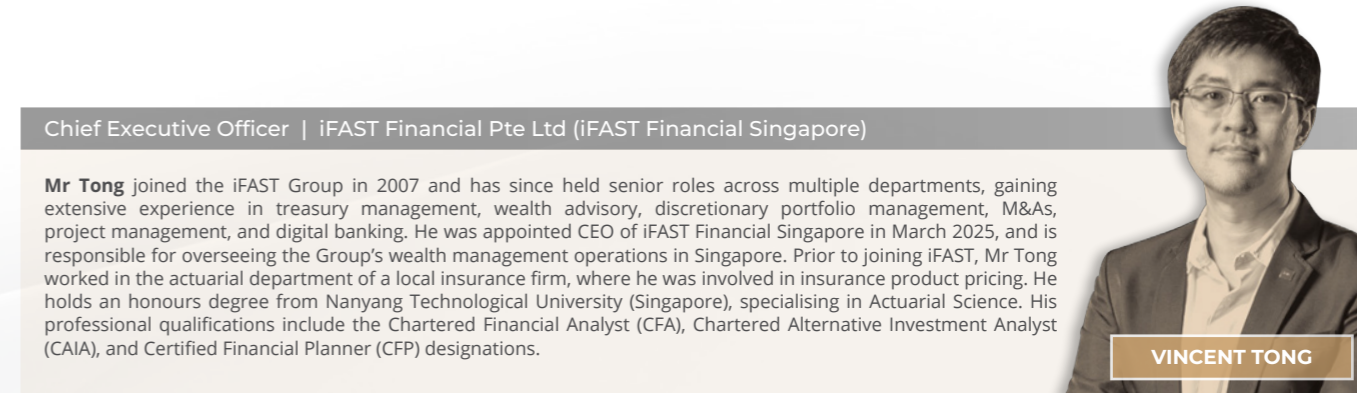 Chief Executive Officer | iFAST Financial Pte Ltd (iFAST Financial Singapore)
Mr Tong joined the iFAST Group in 2007 and has since held senior roles across multiple departments, gaining
extensive experience in treasury management, wealth advisory, discretionary portfolio management, M&As,
project management, and digital banking. He was appointed CEO of iFAST Financial Singapore in March 2025, and is
responsible for overseeing the Group’s wealth management operations in Singapore. Prior to joining iFAST, Mr Tong
worked in the actuarial department of a local insurance firm, where he was involved in insurance product pricing. He
holds an honours degree from Nanyang Technological University (Singapore), specialising in Actuarial Science. His
professional qualifications include the Chartered Financial Analyst (CFA), Chartered Alternative Investment Analyst
(CAIA), and Certified Financial Planner (CFP) designations.
VINCENT TONG